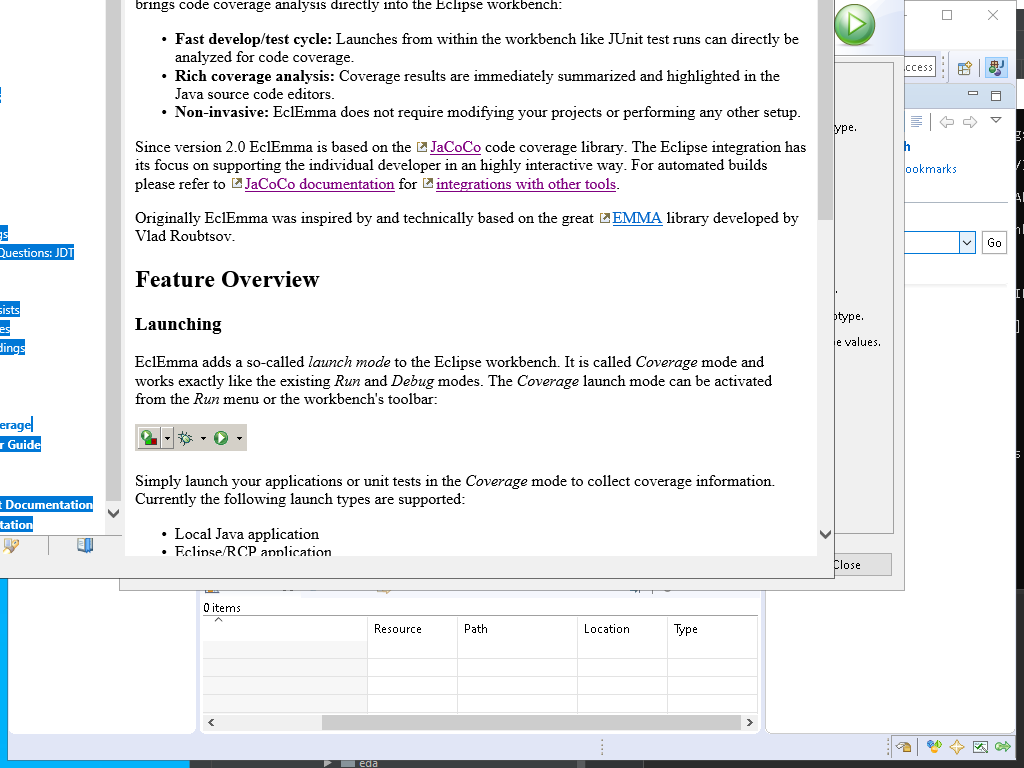 brings code coverage analysis directly into the Eclipse workbench:
• Fast develop/test cycle: Launches from within the workbench like JUnit test runs can directly be
analyzed for code coverage.
• Rich coverage analysis: Coverage results are immediately summarized and highlighted in the
Java source code editors.
• Non-invasive: EclEmma does not require modifying your projects or performing any other setup.
Since version 2.0 EclEmma is based on the JaCoCo code coverage library. The Eclipse integration has
its focus on supporting the individual developer in an highly interactive way. For automated builds
please refer to JaCoCo documentation for integrations with other tools.
Originally EclEmma was inspired by and technically based on the great EMMA library developed by
Vlad Roubtsov.
Feature Overview
Launching
EclEmma adds a so-called launch mode to the Eclipse workbench. It is called Coverage mode and
works exactly like the existing Run and Debug modes. The Coverage launch mode can be activated
from the Run menu or the workbench's toolbar:
Simply launch your applications or unit tests in the Coverage mode to collect coverage information.
Currently the following launch types are supported:
• Local Java application
• Eclipse/RCP application
gs
Questions: JDT
sists
es
dings
erage
r Guide
t Documentation
tation
ccess
ype.
h
ookmarks
Go
otype.
e values.
Close
0 items
Resource Path Location Type
eda